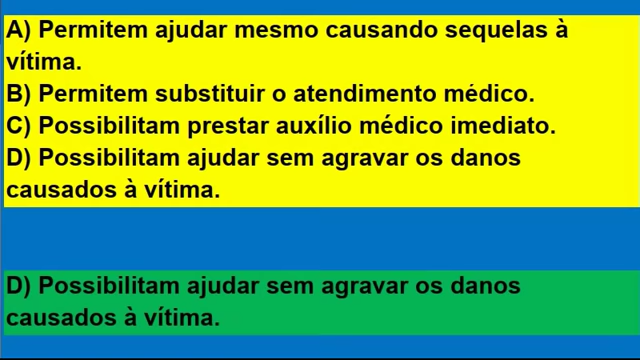 A) Permitem ajudar mesmo causando sequelas à
vítima.
B) Permitem substituir o atendimento médico.
C) Possibilitam prestar auxílio médico imediato.
D) Possibilitam ajudar sem agravar os danos
causados à vítima.
D) Possibilitam ajudar sem agravar os danos
causados à vítima.